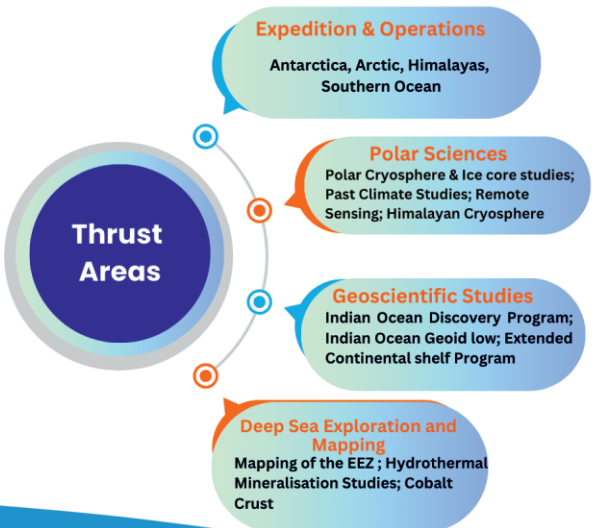 Expedition & Operations
Antarctica, Arctic, Himalayas,
Southern Ocean
Polar Sciences
Polar Cryosphere & Ice core studies;
Past Climate Studies; Remote
Sensing; Himalayan Cryosphere
Thrust
Areas
Geoscientific Studies
Indian Ocean Discovery Program;
Indian Ocean Geoid low; Extended
Continental shelf Program
Deep Sea Exploration and
Mapping
Mapping of the EEZ ; Hydrothermal
Mineralisation Studies; Cobalt
Crust